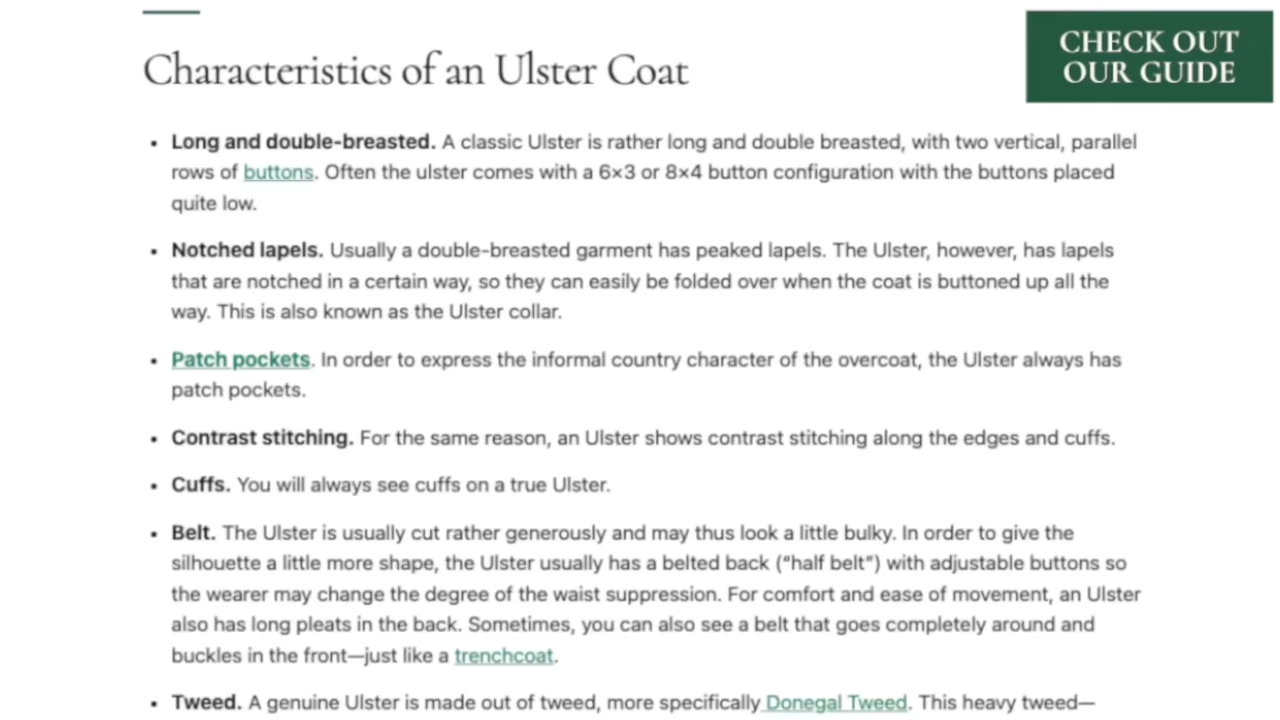 CHECK OUT
OUR GUIDE
Characteristics of an Ulster Coat
• Long and double-breasted. A classic Ulster is rather long and double breasted, with two vertical, parallel
rows of buttons. Often the ulster comes with a 6×3 or 8×4 button configuration with the buttons placed
quite low.
• Notched lapels. Usually a double-breasted garment has peaked lapels. The Ulster, however, has lapels
that are notched in a certain way, so they can easily be folded over when the coat is buttoned up all the
way. This is also known as the Ulster collar.
• Patch pockets. In order to express the informal country character of the overcoat, the Ulster always has
patch pockets.
• Contrast stitching. For the same reason, an Ulster shows contrast stitching along the edges and cuffs.
• Cuffs. You will always see cuffs on a true Ulster.
• Belt. The Ulster is usually cut rather generously and may thus look a little bulky. In order to give the
silhouette a little more shape, the Ulster usually has a belted back (“half belt”) with adjustable buttons so
the wearer may change the degree of the waist suppression. For comfort and ease of movement, an Ulster
also has long pleats in the back. Sometimes, you can also see a belt that goes completely around and
buckles in the front—just like a trenchcoat.
• Tweed. A genuine Ulster is made out of tweed, more specifically Donegal Tweed. This heavy tweed—